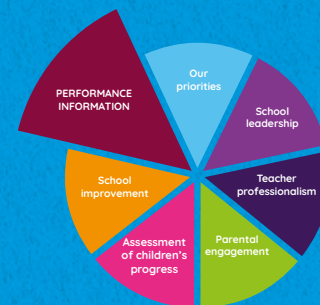 Our
priorities
School
leadership
Teacher
professionalism
Parental
engagement
Assessment
of children's
progress
School
improvement
PERFORMANCE
INFORMATION